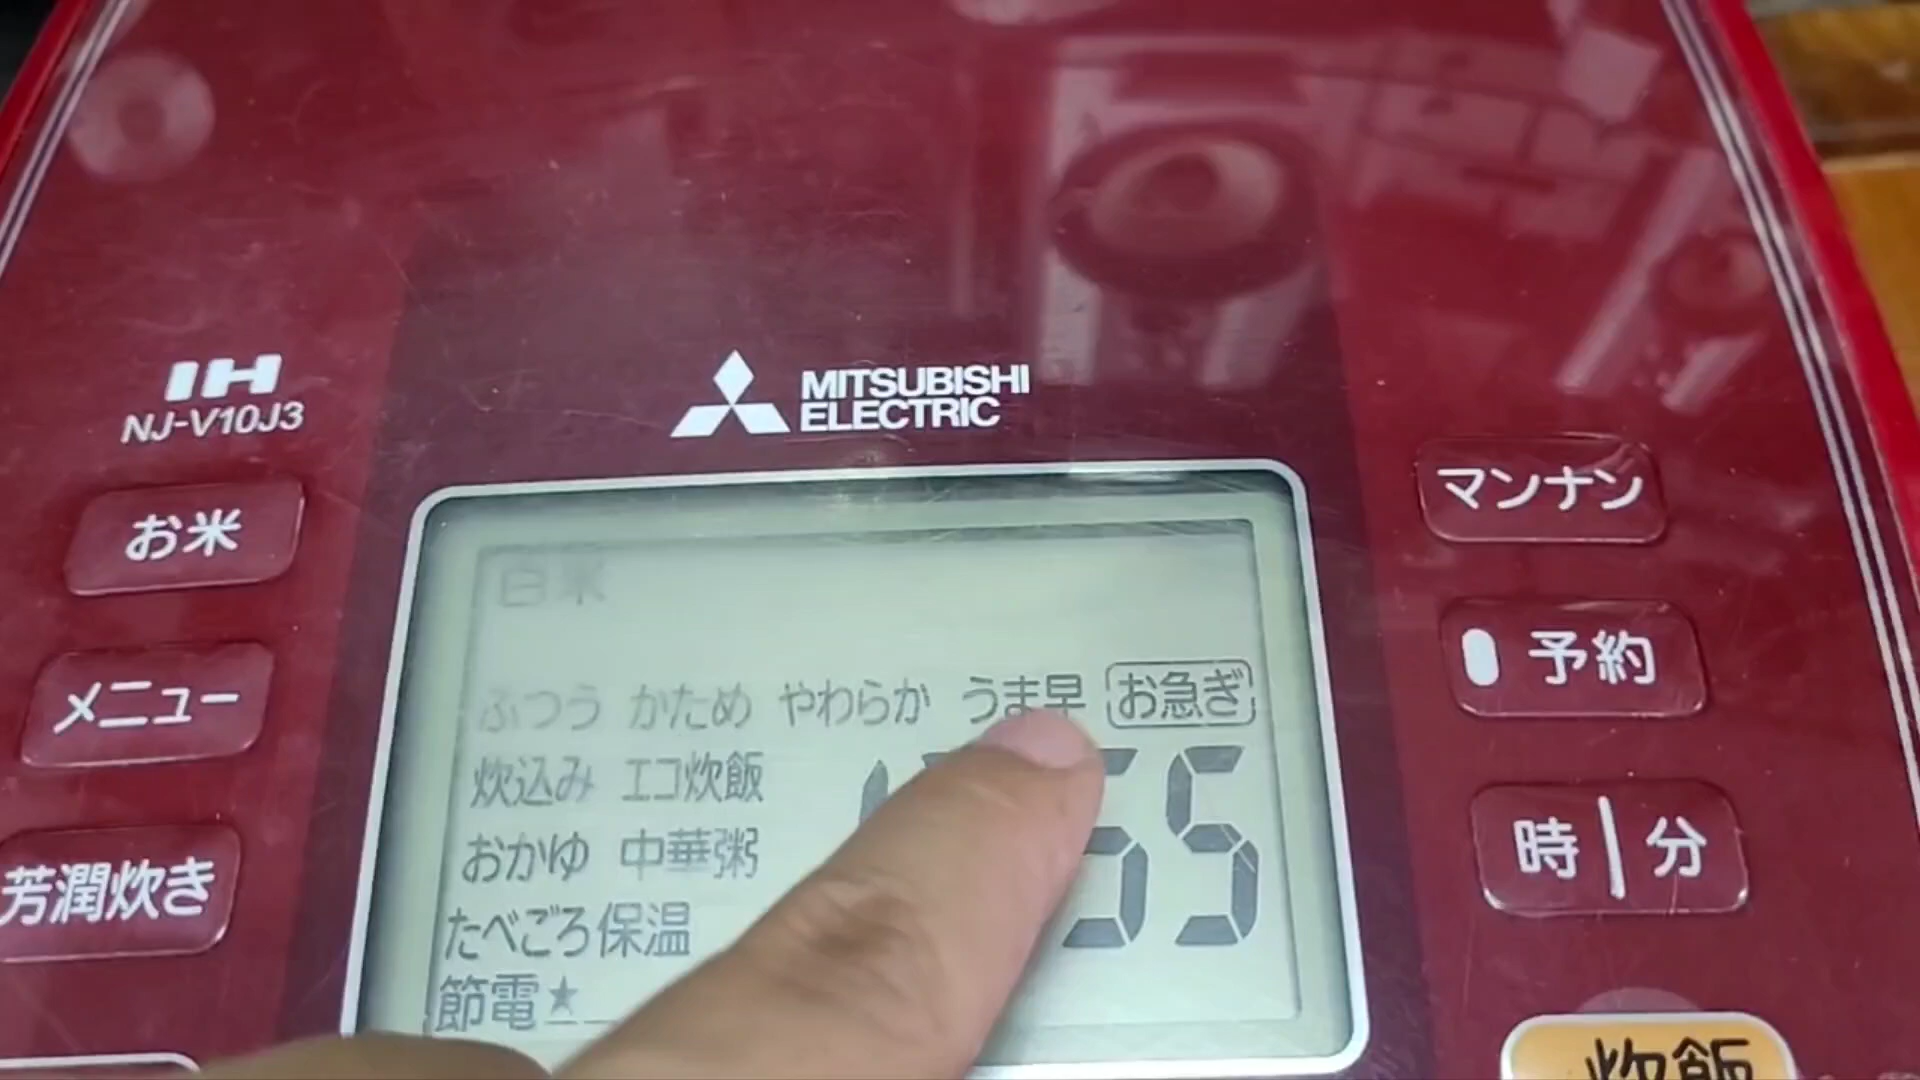 IH
NJ-V10J3
MITSUBISHI
ELECTRIC
お米
メニュー
芳潤炊き
白米
ふつう かため やわらか うま早 お急ぎ
炊込み エコ炊飯
おかゆ 中華粥
たべごろ保温
節電★
55
マンナン
予約
時|分
炊飯